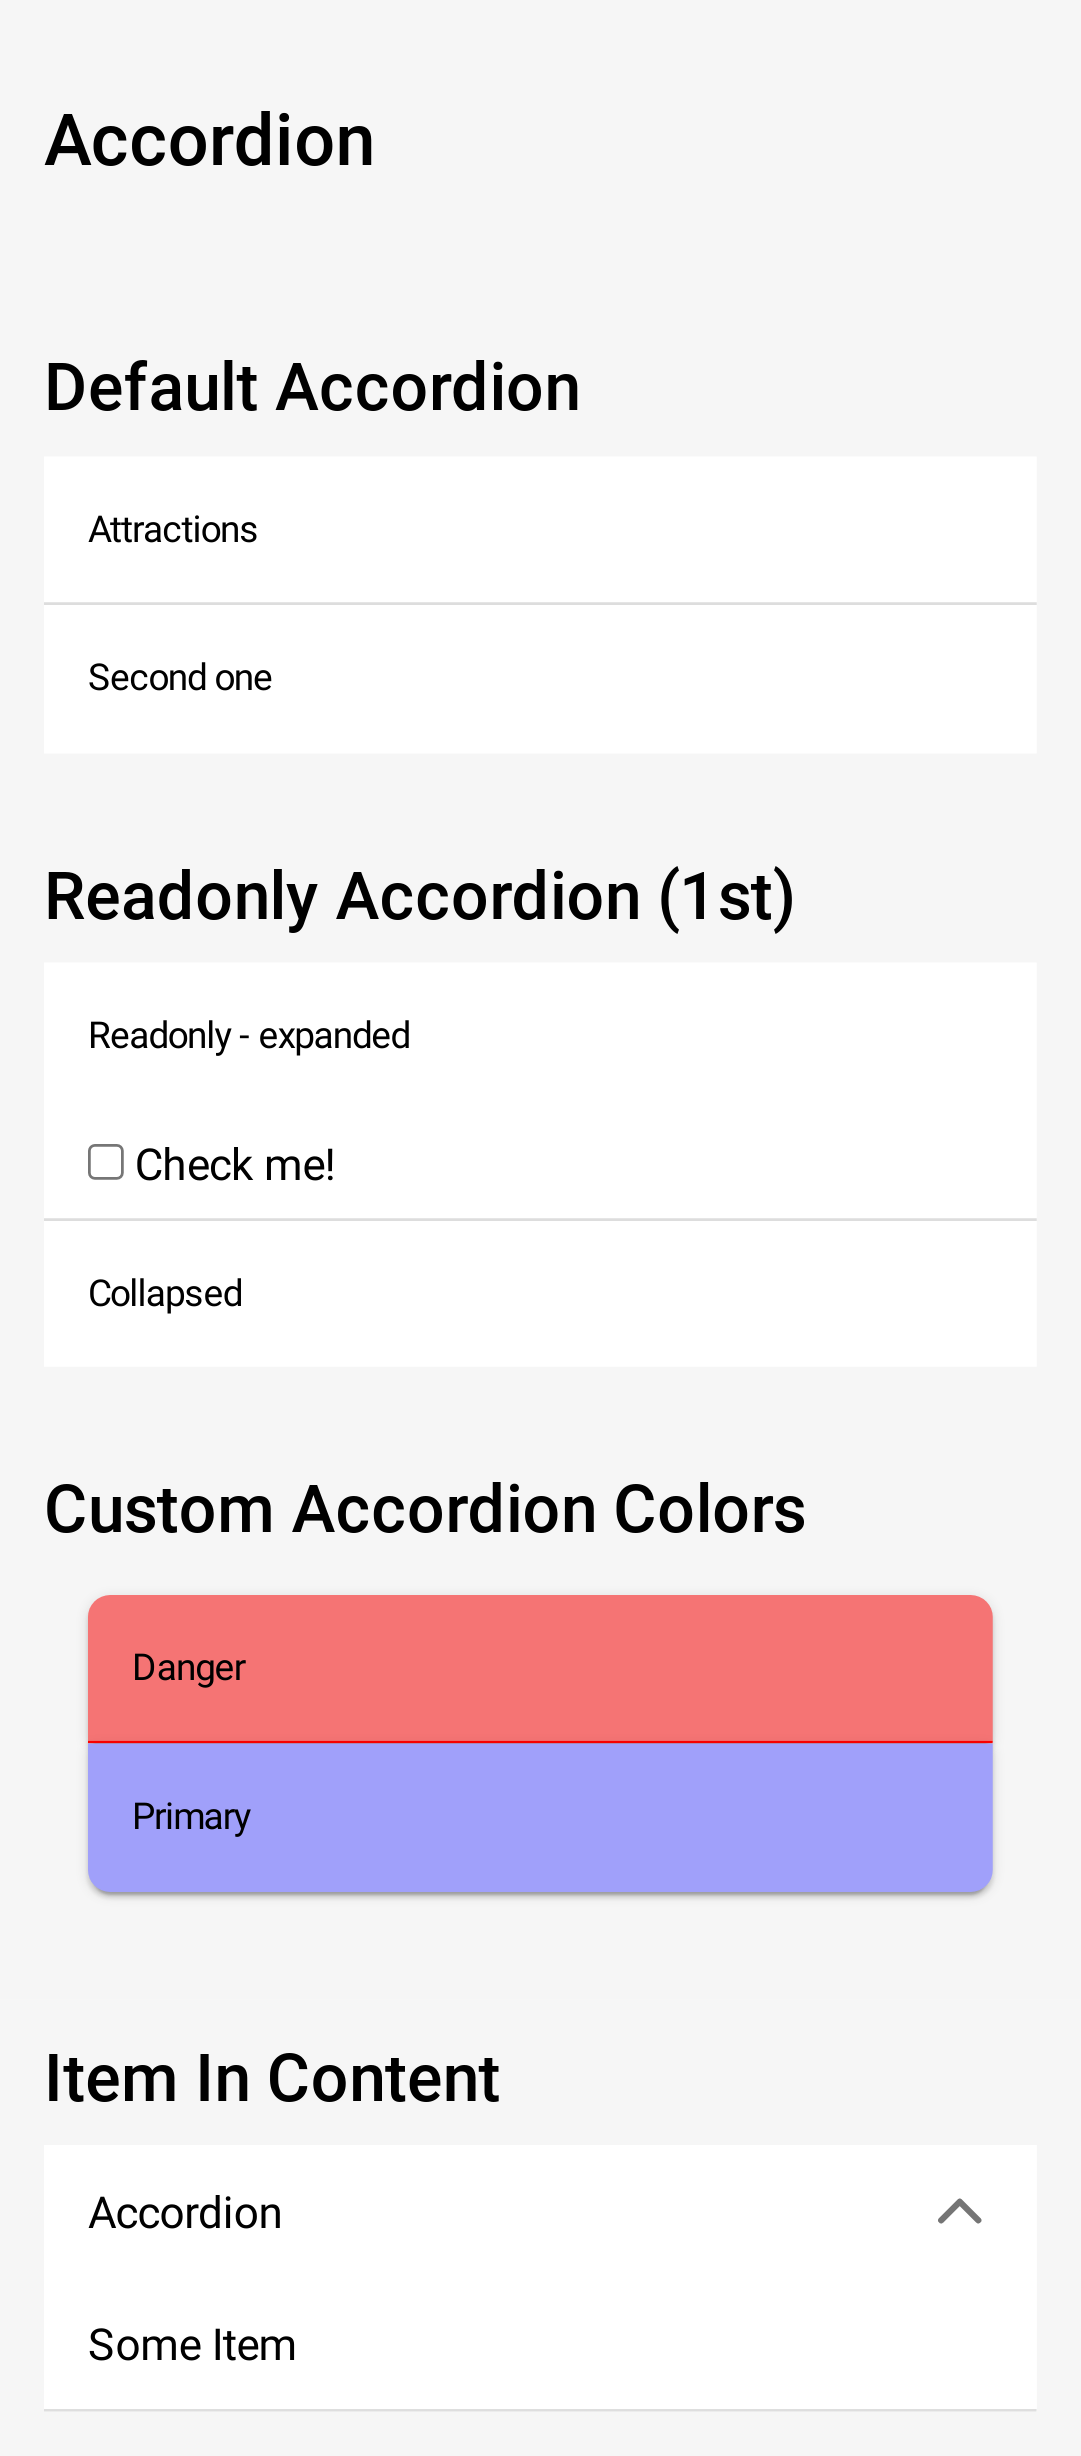 Accordion
Default Accordion
Attractions
Second one
Readonly Accordion (1st)
Readonly - expanded
Check me!
Collapsed
Custom Accordion Colors
Danger
Primary
Item In Content
Accordion
Some Item